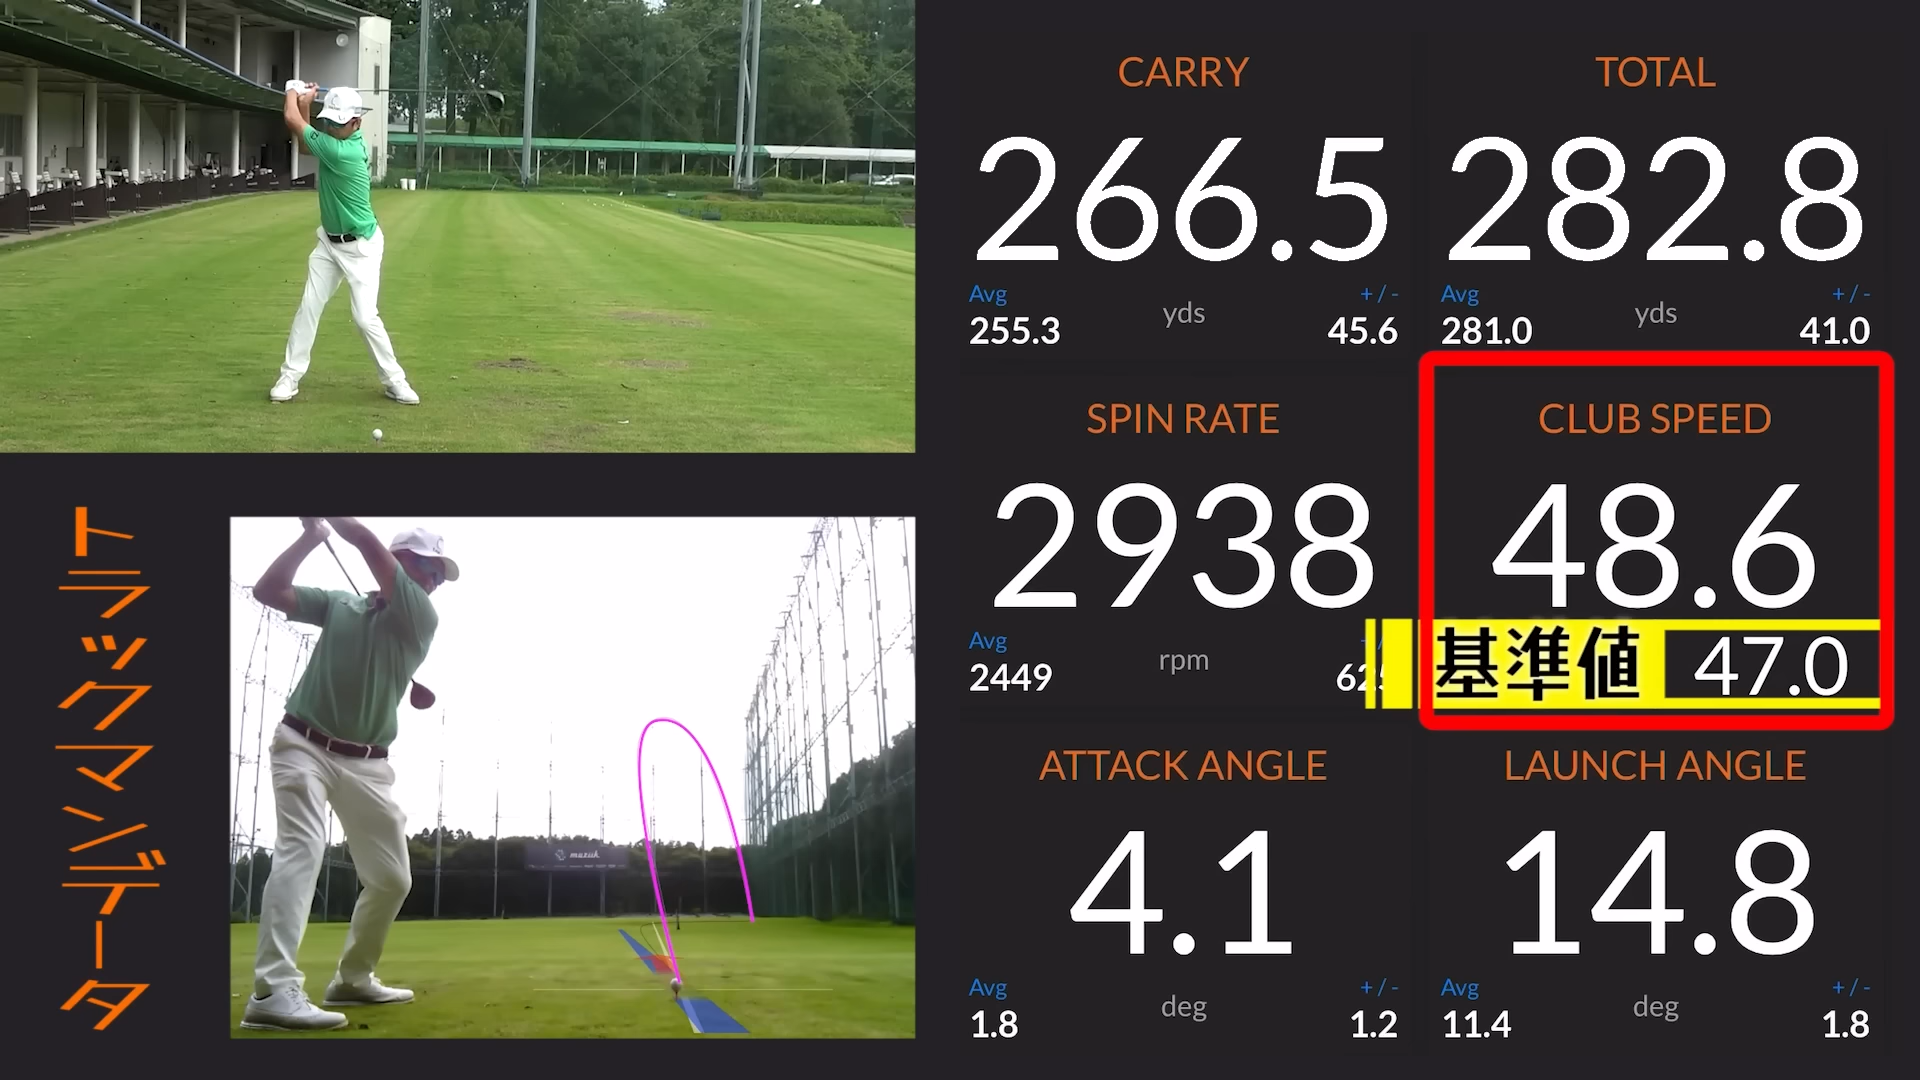 トラックマンデータ
muzik
CARRY
266.5
Avg
yds
+ / -
255.3
45.6
TOTAL
282.8
Avg
yds
+ / -
281.0
41.0
SPIN RATE
2938
Avg
rpm
2449
CLUB SPEED
48.6
基準値 47.0
ATTACK ANGLE
4.1
Avg
deg
+ / -
1.8
1.2
LAUNCH ANGLE
14.8
Avg
deg
+ / -
11.4
1.8